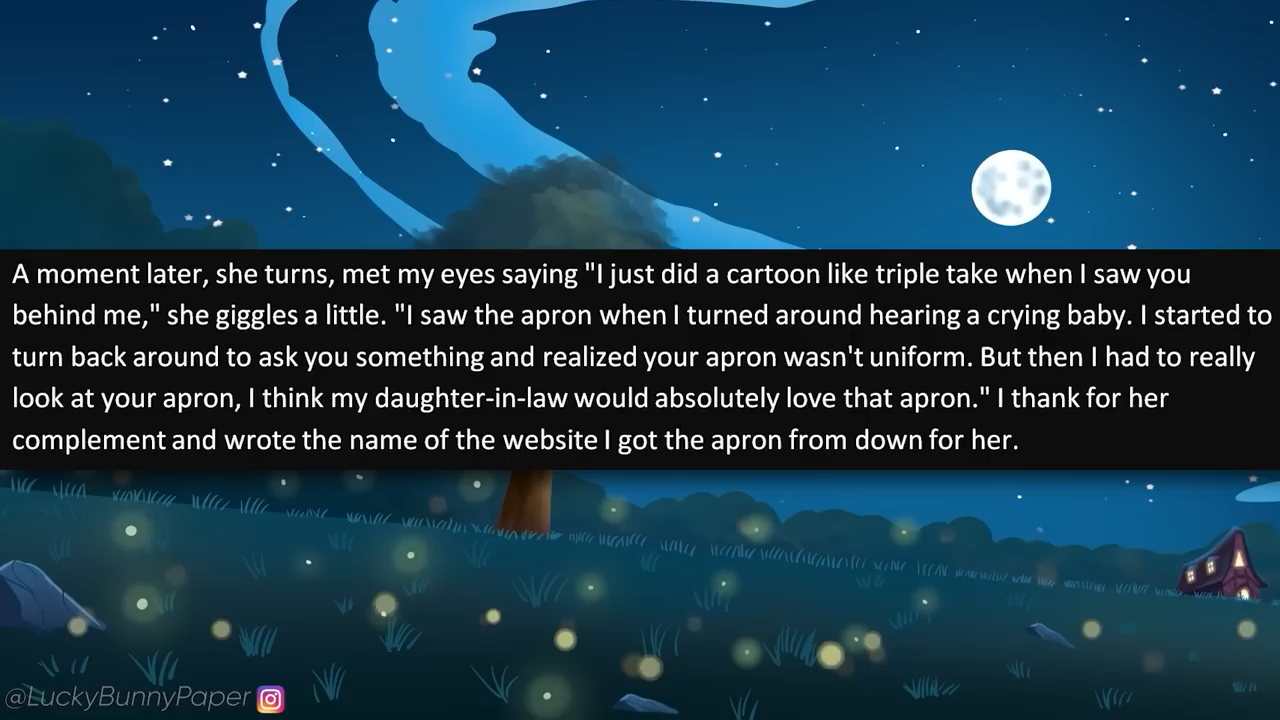 A moment later, she turns, met my eyes saying "I just did a cartoon like triple take when I saw you
behind me," she giggles a little. "I saw the apron when I turned around hearing a crying baby. I started to
turn back around to ask you something and realized your apron wasn't uniform. But then I had to really
look at your apron, I think my daughter-in-law would absolutely love that apron." I thank for her
complement and wrote the name of the website I got the apron from down for her.
@LuckyBunnyPaper